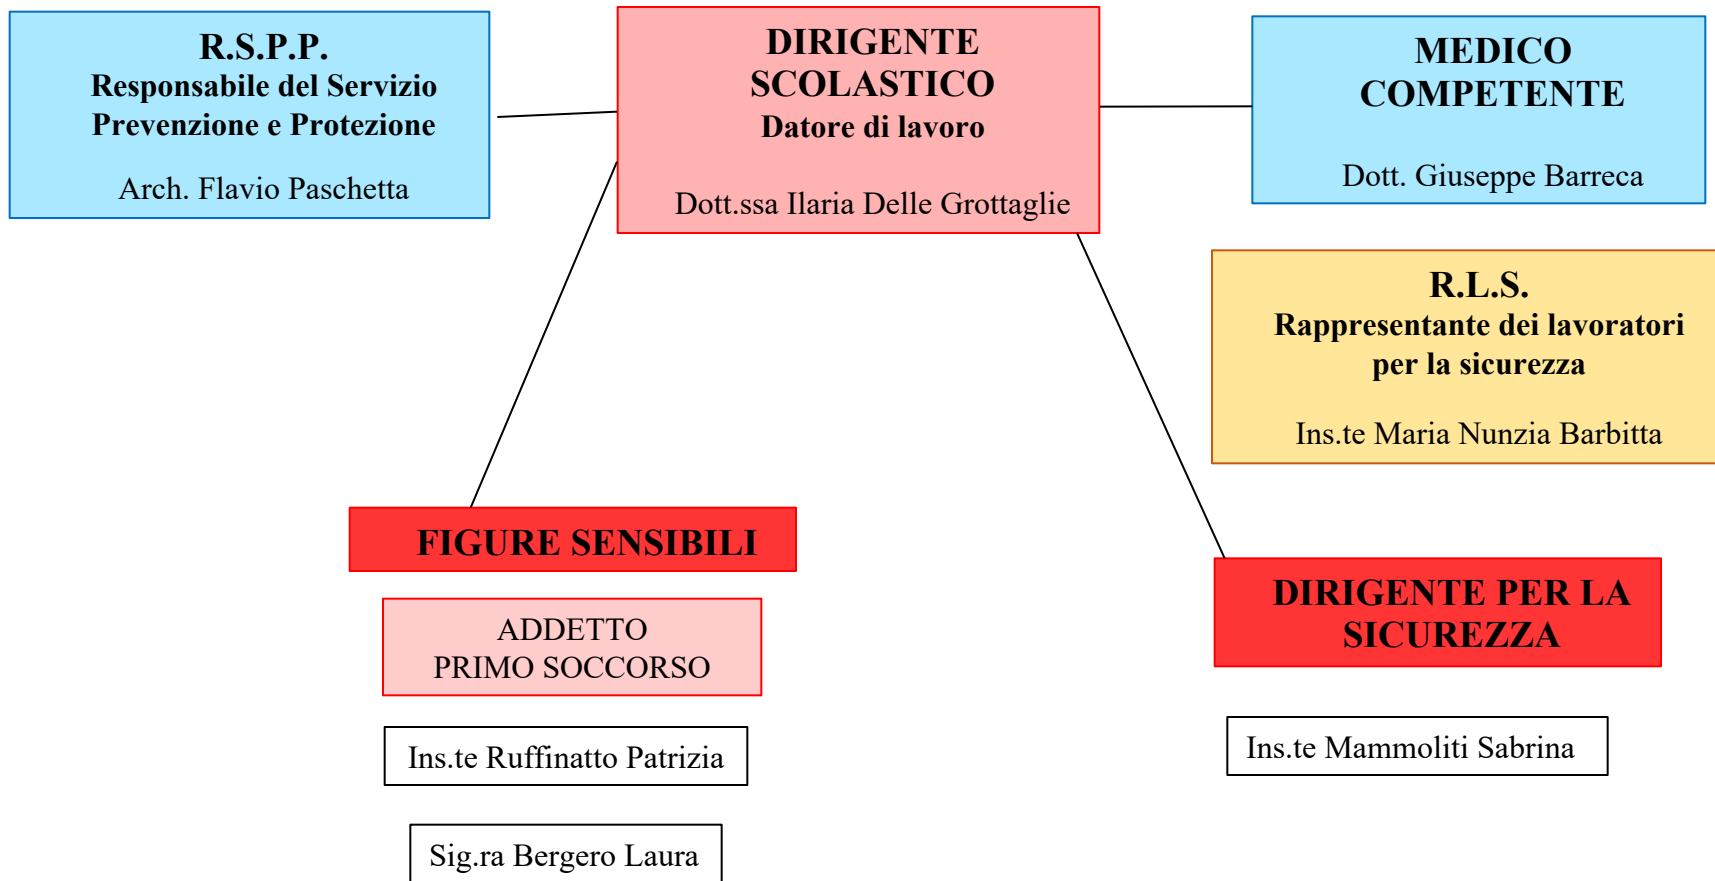 R.S.P.P.
Responsabile del Servizio
Prevenzione e Protezione
Arch. Flavio Paschetta
DIRIGENTE
SCOLASTICO
Datore di lavoro
Dott.ssa Ilaria Delle Grottaglie
MEDICO
COMPETENTE
Dott. Giuseppe Barreca
R.L.S.
Rappresentante dei lavoratori
per la sicurezza
Ins.te Maria Nunzia Barbitta
FIGURE SENSIBILI
ADDETTO
PRIMO SOCCORSO
Ins.te Ruffinatto Patrizia
Sig.ra Bergero Laura
DIRIGENTE PER LA
SICUREZZA
Ins.te Mammoliti Sabrina